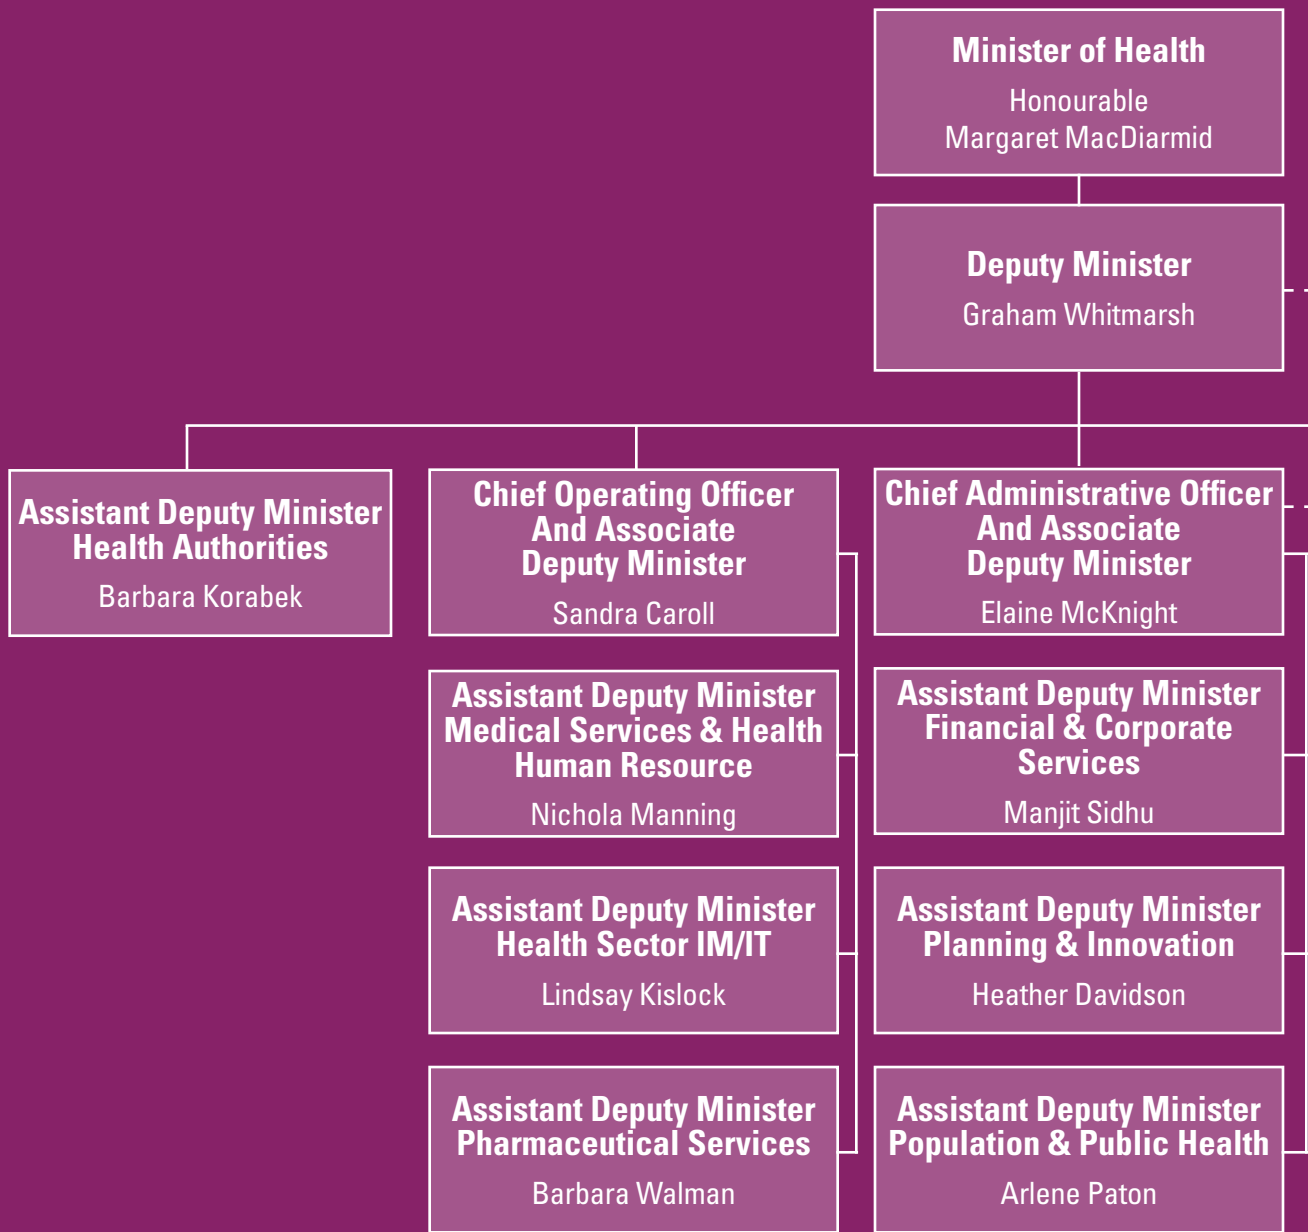 Minister of Health
Honourable
Margaret MacDiarmid
Deputy Minister
Graham Whitmarsh
Assistant Deputy Minister
Health Authorities
Barbara Korabek
Chief Operating Officer
And Associate
Deputy Minister
Sandra Caroll
Chief Administrative Officer
And Associate
Deputy Minister
Elaine McKnight
Assistant Deputy Minister
Medical Services & Health
Human Resource
Nichola Manning
Assistant Deputy Minister
Financial & Corporate
Services
Manjit Sidhu
Assistant Deputy Minister
Health Sector IM/IT
Lindsay Kislock
Assistant Deputy Minister
Planning & Innovation
Heather Davidson
Assistant Deputy Minister
Pharmaceutical Services
Barbara Walman
Assistant Deputy Minister
Population & Public Health
Arlene Paton